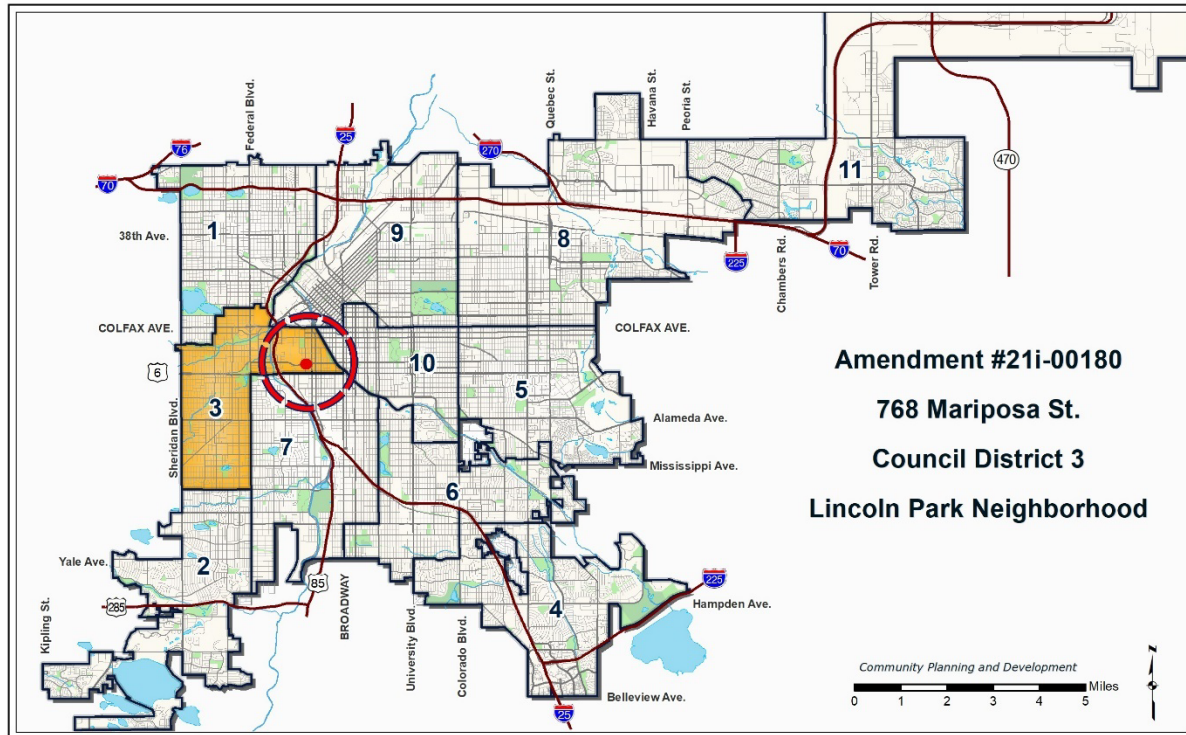 Federal Blvd.
25
Quebec St.
Havana St.
Peoria St.
76
270
70
470
11
1
9
8
38th Ave.
225
Chambers Rd.
70
Tower Rd.
COLFAX AVE.
COLFAX AVE.
6
10
5
3
Sheridan Blvd.
7
Alameda Ave.
Mississippi Ave.
6
Amendment #21i-00180
768 Mariposa St.
Council District 3
Lincoln Park Neighborhood
2
Yale Ave.
85
285
Kipling St.
BROADWAY
University Blvd.
Colorado Blvd.
4
225
Hampden Ave.
Belleview Ave.
25
Community Planning and Development
Miles
0 1 2 3 4 5
N